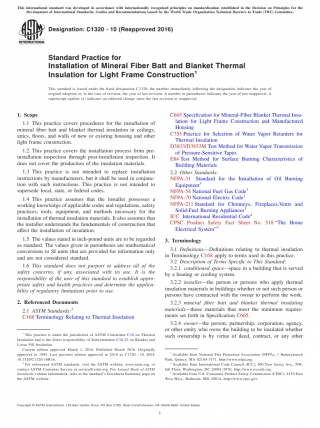 This international standard was developed in accordance with internationally recognized principles on standardization established in the Decision on Principles for the
Development of International Standards, Guides and Recommendations issued by the World Trade Organization Technical Barriers to Trade (TBT) Committee.
Designation: C1320 − 10 (Reapproved 2016)
Standard Practice for
Installation of Mineral Fiber Batt and Blanket Thermal
Insulation for Light Frame Construction¹
This standard is issued under the fixed designation C1320; the number immediately following the designation indicates the year of
original adoption or, in the case of revision, the year of last revision. A number in parentheses indicates the year of last reapproval. A
superscript epsilon (ε) indicates an editorial change since the last revision or reapproval.
1. Scope
1.1 This practice covers procedures for the installation of
mineral fiber batt and blanket thermal insulation in ceilings,
attics, floors, and walls of new or existing housing and other
light frame construction.
1.2 This practice covers the installation process from pre-
installation inspection through post-installation inspection. It
does not cover the production of the insulation materials.
1.3 This practice is not intended to replace installation
instructions by manufacturers, but it shall be used in conjunc-
tion with such instructions. This practice is not intended to
supersede local, state, or federal codes.
1.4 This practice assumes that the installer possesses a
working knowledge of applicable codes and regulations, safety
practices, tools, equipment, and methods necessary for the
installation of thermal insulation materials. It also assumes that
the installer understands the fundamentals of construction that
affect the installation of insulation.
1.5 The values stated in inch-pound units are to be regarded
as standard. The values given in parentheses are mathematical
conversions to SI units that are provided for information only
and are not considered standard.
1.6 This standard does not purport to address all of the
safety concerns, if any, associated with its use. It is the
responsibility of the user of this standard to establish appro-
priate safety and health practices and determine the applica-
bility of regulatory limitations prior to use.
2. Referenced Documents
2.1 ASTM Standards:²
C168 Terminology Relating to Thermal Insulation
¹ This practice is under the jurisdiction of ASTM Committee C16 on Thermal
Insulation and is the direct responsibility of Subcommittee C16.23 on Blanket and
Loose Fill Insulation.
Current edition approved March 1, 2016. Published March 2016. Originally
approved in
² For referenced ASTM standards, visit the ASTM website, www.astm.org, or
contact ASTM Customer Service at service@astm.org. For Annual Book of ASTM
Standards volume information, refer to the standard's Document Summary page on
the ASTM website.
C665 Specification for Mineral-Fiber Blanket Thermal Insu-
lation for Light Frame Construction and Manufactured
Housing
C755 Practice for Selection of Water Vapor Retarders for
Thermal Insulation
D3833/D3833M Test Method for Water Vapor Transmission
of Pressure-Sensitive Tapes
E84 Test Method for Surface Burning Characteristics of
Building Materials
2.2 Other Standards:
NFPA-31 Standard for the Installation of Oil Burning
Equipment³
NFPA-54 National Fuel Gas Code³
NFPA-70 National Electric Code³
NFPA-211 Standard for Chimneys, Fireplaces, Vents and
Solid-Fuel Burning Appliances³
ICC International Residential Code⁴
CPSC Product Safety Fact Sheet No. 518 "The Home
Electrical System"⁵
3. Terminology
3.1 Definitions—Definitions relating to thermal insulation
in Terminology C168 apply to terms used in this practice.
3.2 Description of Terms Specific to This Standard:
3.2.1 conditioned space—space in a building that is served
by a heating or cooling system.
3.2.2 installer—the person or persons who apply thermal
insulation materials in buildings whether or not such person or
persons have contracted with the owner to perform the work.
3.2.3 mineral fiber batt and blanket thermal insulating
materials—those materials that meet the minimum require-
ments set forth in Specification C665.
3.2.4 owner—the person, partnership, corporation, agency,
or other entity who owns the building to be insulated whether
such ownership is by virtue of deed, contract, or any other
³ Available from National Fire Protection Association (NFPA), 1 Batterymarch
Park, Quincy, MA 02169-7471, http://www.nfpa.org.
⁴ Available from International Code Council (ICC), 500 New Jersey Ave., NW,
6th Floor, Washington, DC 20001-2070, http://www.iccsafe.org.
⁵ Available from U.S. Consumer Product Safety Commission (CPSC), 4330 East
West Hwy., Bethesda, MD 20814, http://www.cpsc.gov.
Copyright © ASTM International, 100 Barr Harbor Drive, PO Box C700, West Conshohocken, PA 19428-2959. United States
1